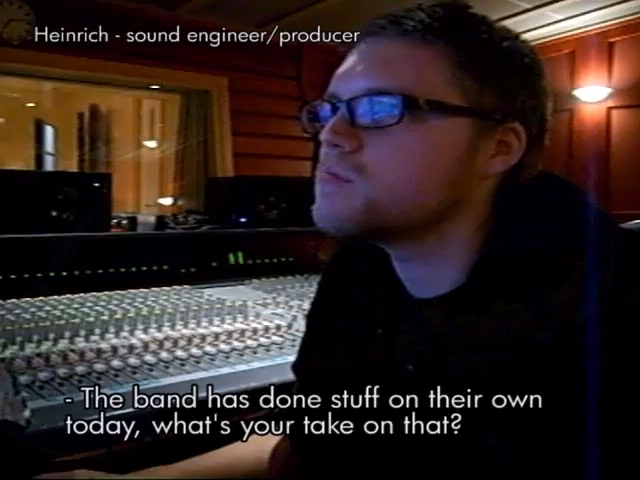 Heinrich - sound engineer/producer
- The band has done stuff on their own
today, what's your take on that?